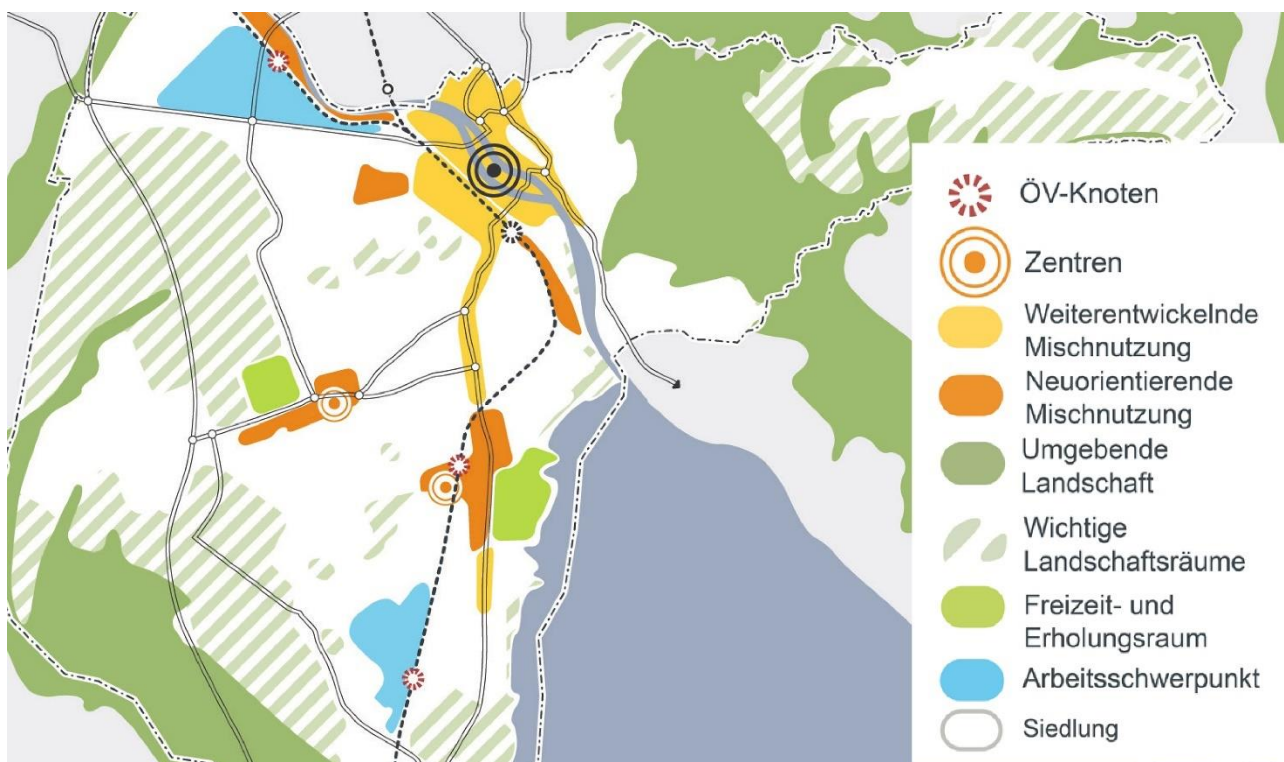 ÖV-Knoten
Zentren
Weiterentwickelnde
Mischnutzung
Neuorientierende
Mischnutzung
Umgebende
Landschaft
Wichtige
Landschaftsräume
Freizeit- und
Erholungsraum
Arbeitsschwerpunkt
Siedlung